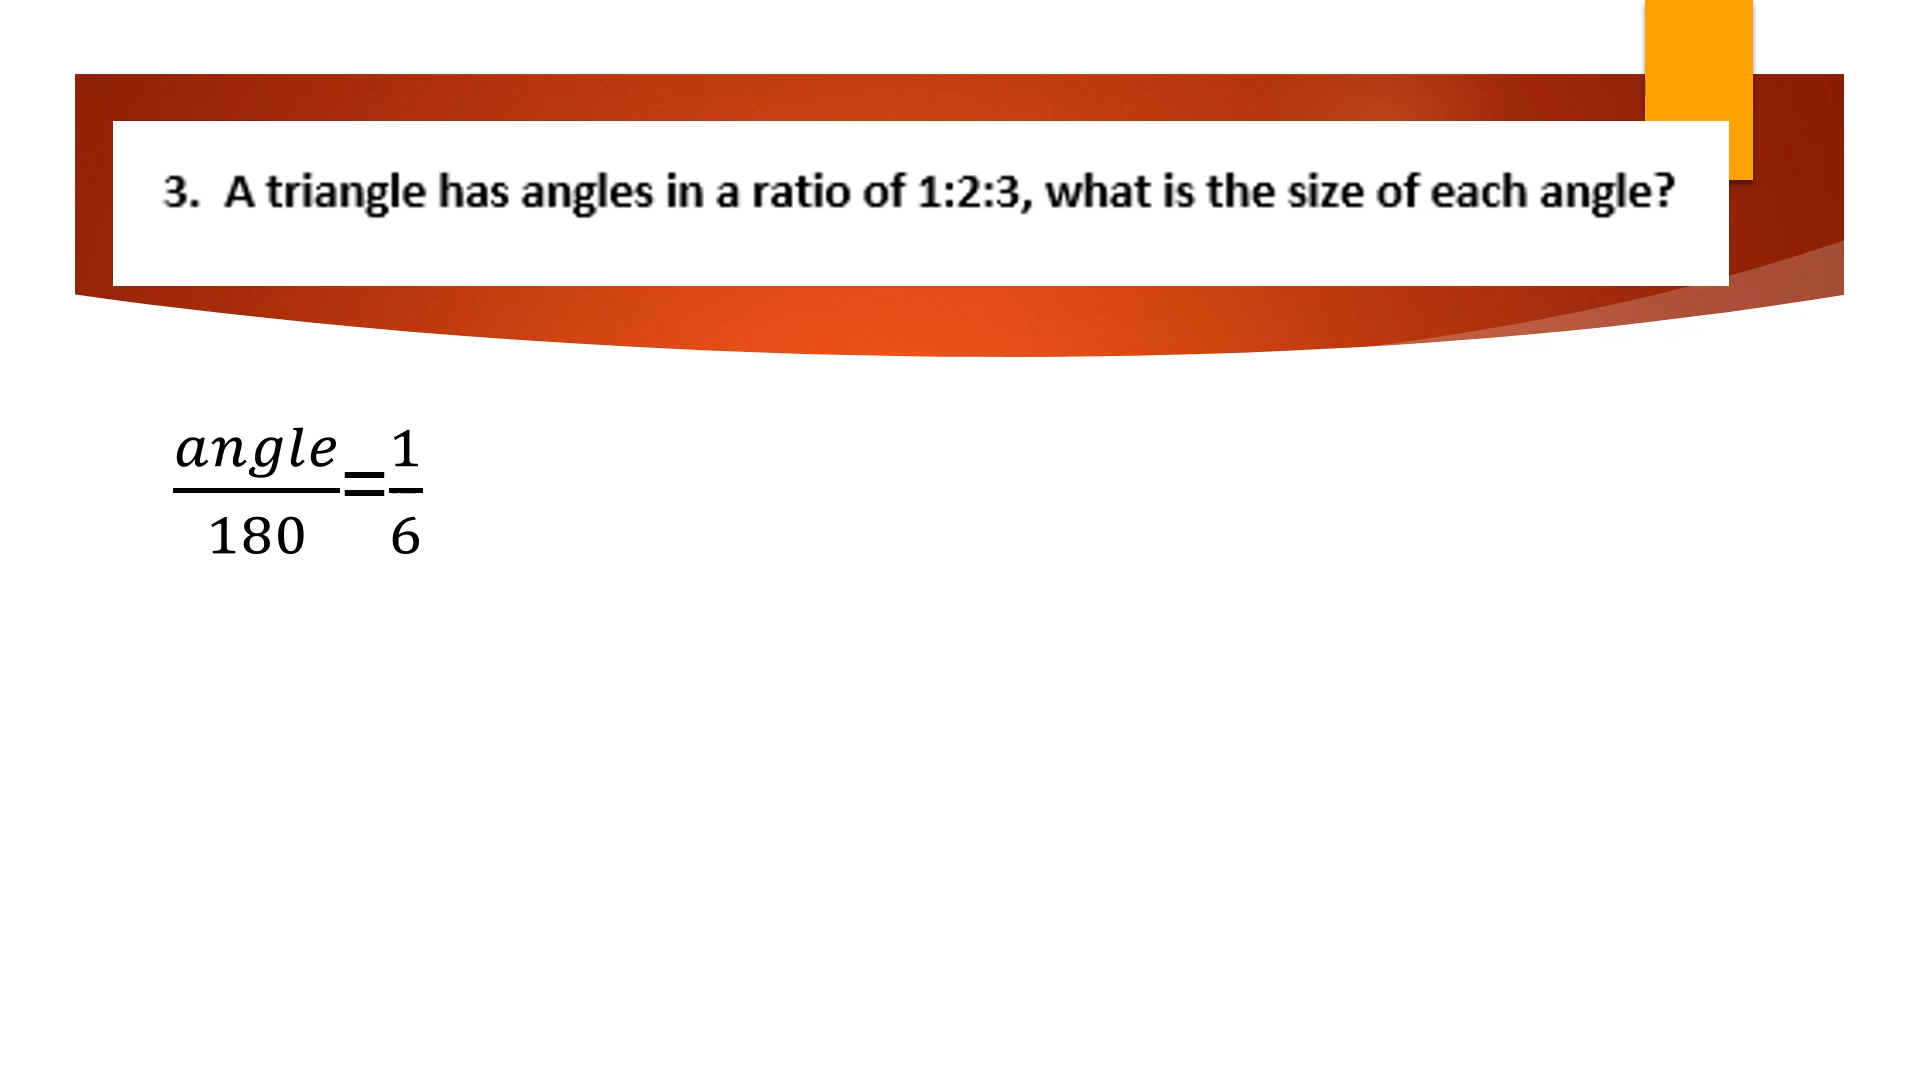 3. A triangle has angles in a ratio of 1:2:3, what is the size of each angle?
angle/180=1/6